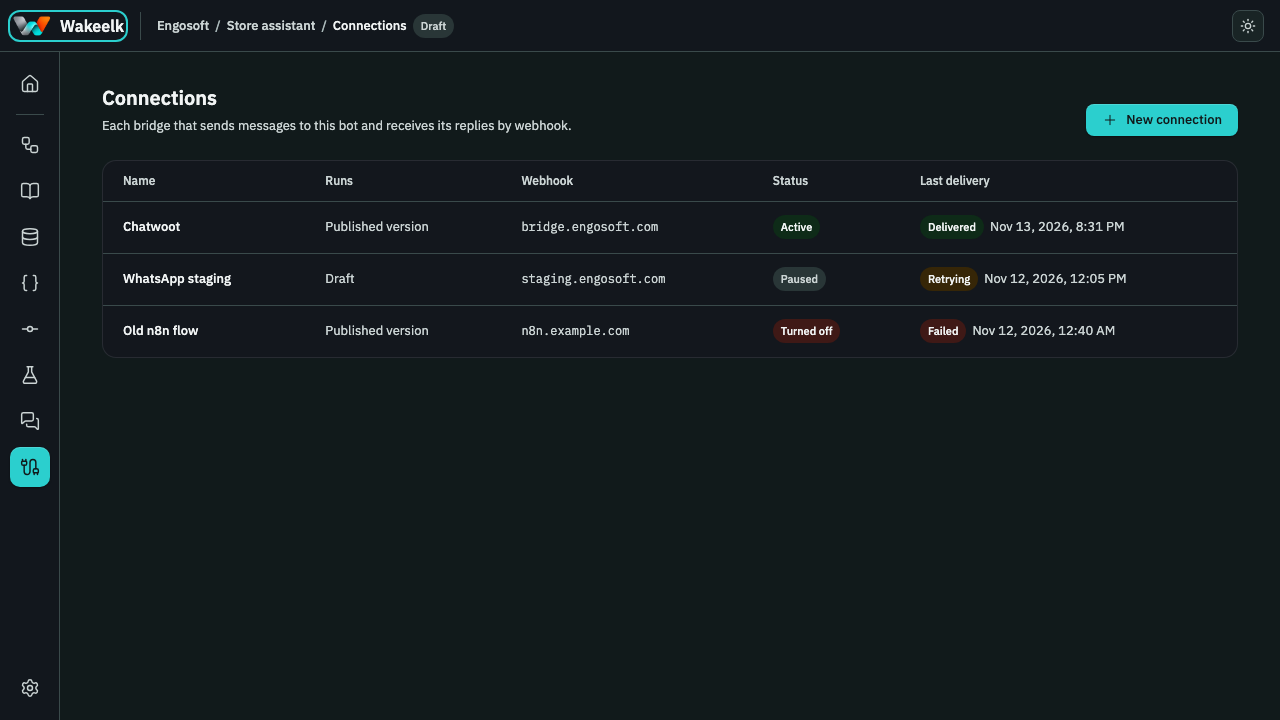 Wakeelk
Engosoft / Store assistant / Connections Draft
Connections
Each bridge that sends messages to this bot and receives its replies by webhook.
New connection
Name Runs Webhook Status Last delivery
Chatwoot Published version bridge.engosoft.com Active Delivered Nov 13, 2026, 8:31 PM
WhatsApp staging Draft staging.engosoft.com Paused Retrying Nov 12, 2026, 12:05 PM
Old n8n flow Published version n8n.example.com Turned off Failed Nov 12, 2026, 12:40 AM